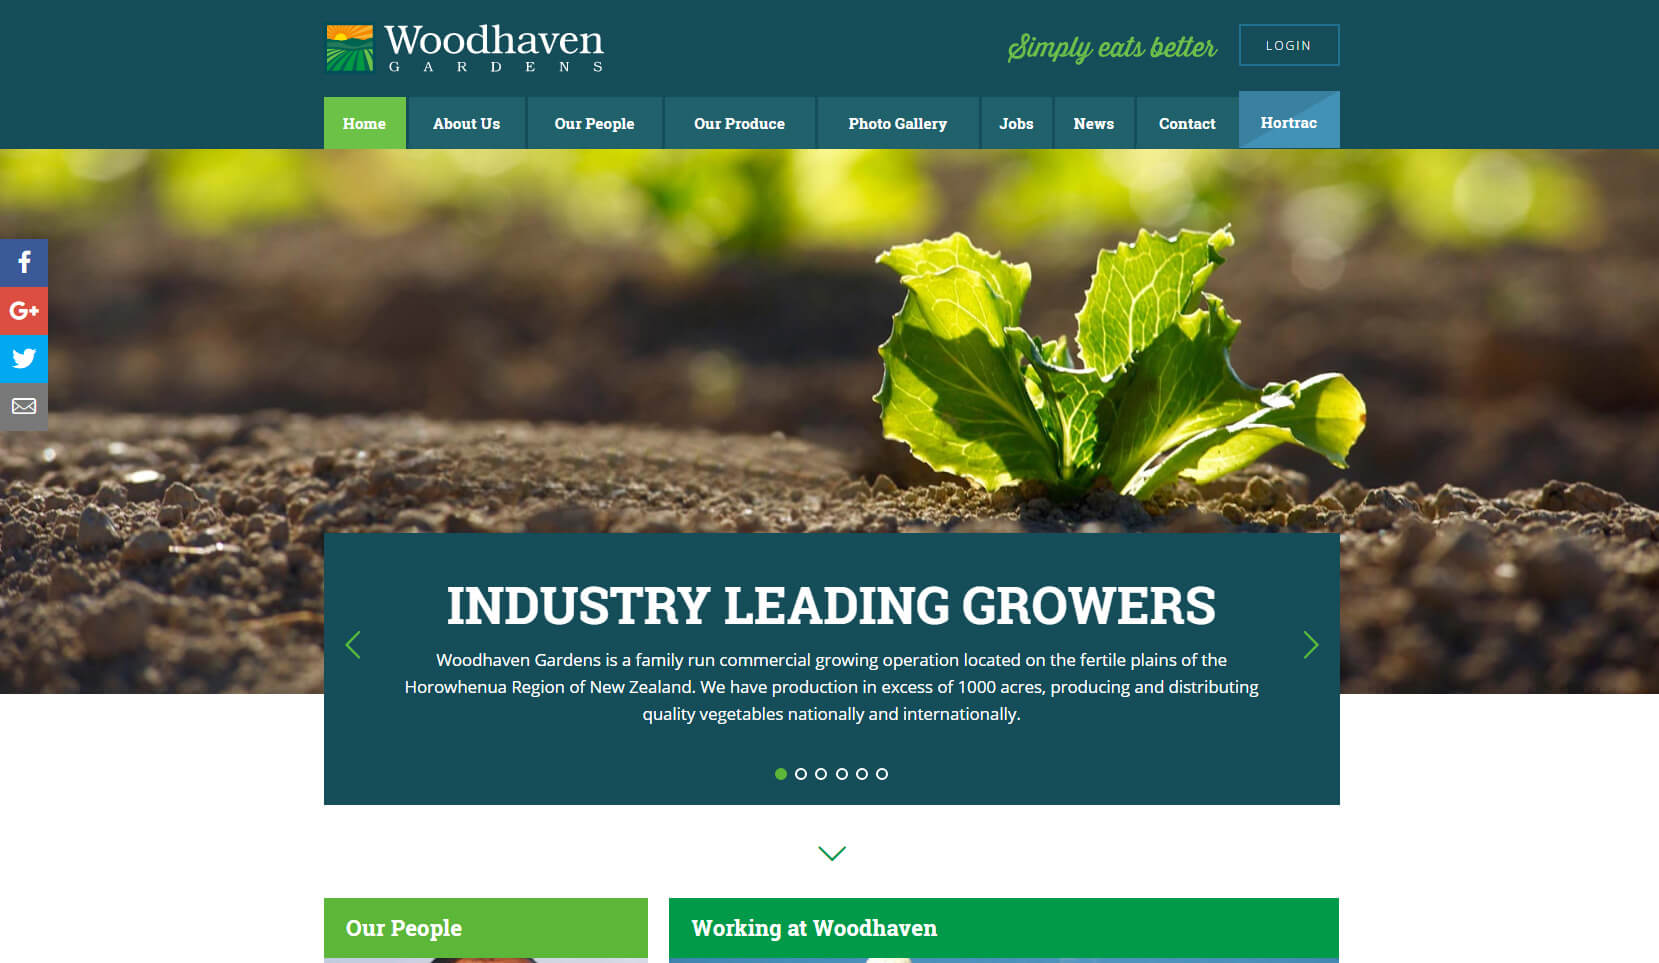 Woodhaven
GARDENS
Simply eats better
LOGIN
Home
About Us
Our People
Our Produce
Photo Gallery
Jobs
News
Contact
Hortrac
G+
INDUSTRY LEADING GROWERS
Woodhaven Gardens is a family run commercial growing operation located on the fertile plains of the
Horowhenua Region of New Zealand. We have production in excess of 1000 acres, producing and distributing
quality vegetables nationally and internationally.
Our People
Working at Woodhaven